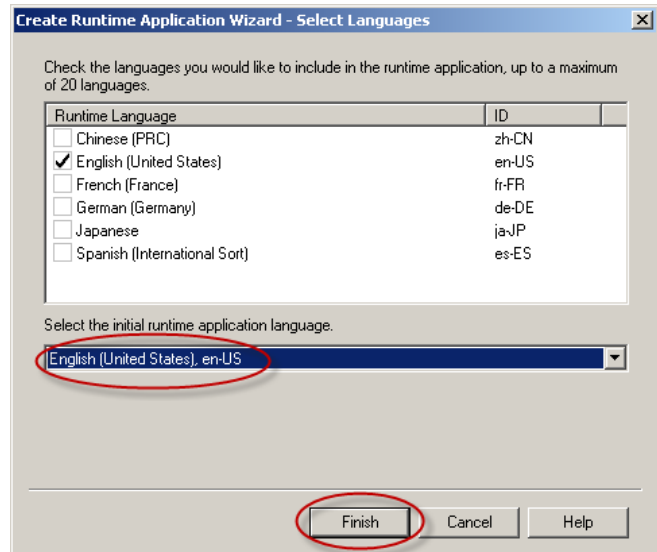 Create Runtime Application Wizard - Select Languages
Check the languages you would like to include in the runtime application, up to a maximum
of 20 languages.
Runtime Language ID
Chinese (PRC) zh-CN
English (United States) en-US
French (France) fr-FR
German (Germany) de-DE
Japanese ja-JP
Spanish (International Sort) es-ES
Select the initial runtime application language.
English (United States), en-US
Finish Cancel Help